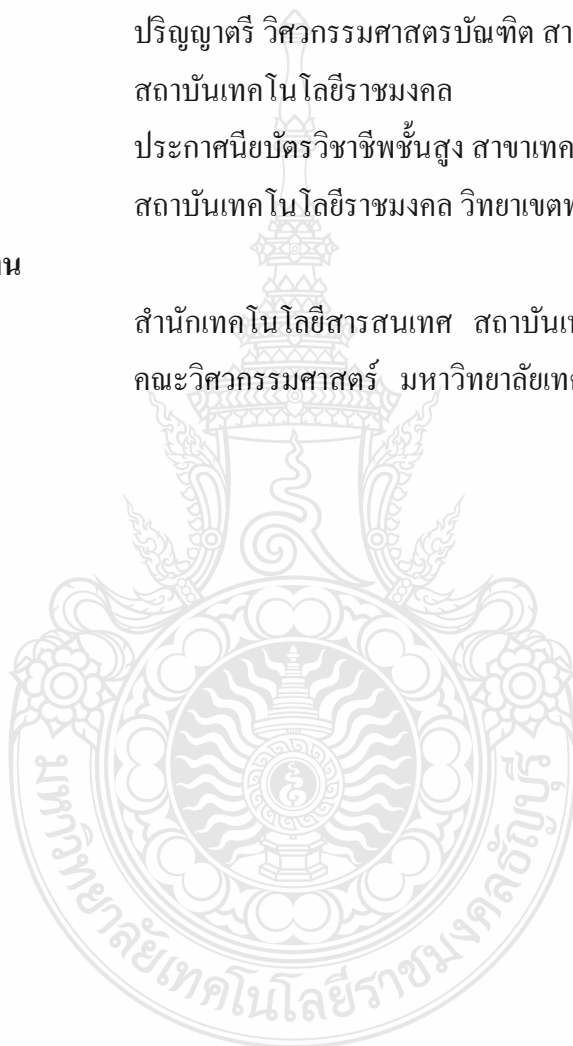 ปริญญาตรี วิศวกรรมศาสตรบัณฑิต สา
สถาบันเทคโนโลยีราชมงคล
ประกาศนียบัตรวิชาชีพชั้นสูง สาขาเทค
สถาบันเทคโนโลยีราชมงคล วิทยาเขต
าน
สำนักเทคโนโลยีสารสนเทศ สถาบันเท
คณะวิศวกรรมศาสตร์ มหาวิทยาลัยเทค
มหาวิทยาลัยเทคโนโลยีราชมงคลธัญบุรี